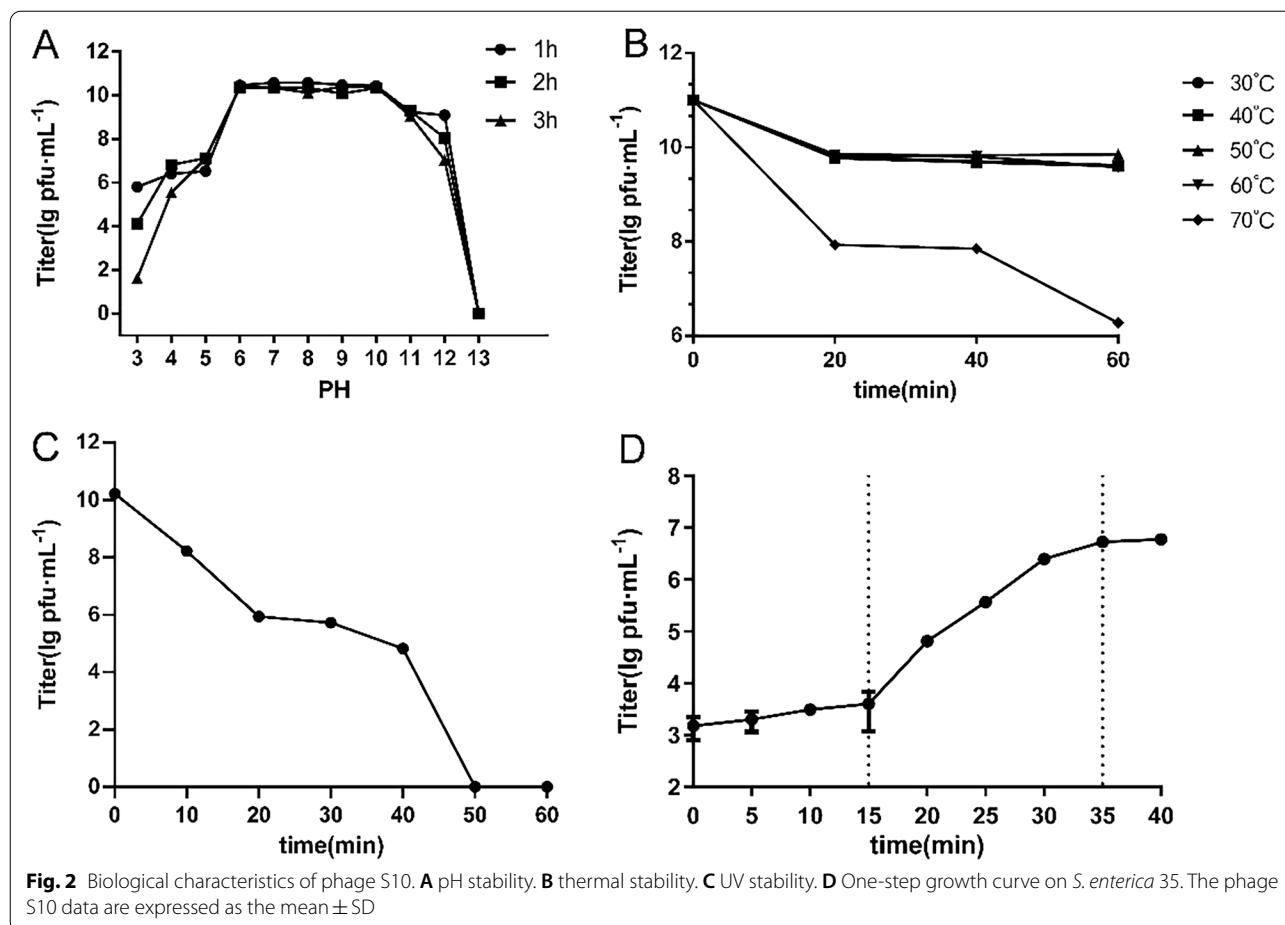 A
Titer(lg pfu·mL⁻¹)
12
10
8
6
4
2
0
3 4 5 6 7 8 9 10 11 12 13
PH
1h
2h
3h
B
Titer(lg pfu·mL⁻¹)
12
10
8
6
0 20 40 60
time(min)
30°C
40°C
50°C
60°C
70°C
C
Titer(lg pfu·mL⁻¹)
12
10
8
6
4
2
0
0 10 20 30 40 50 60
time(min)
D
Titer(lg pfu·mL⁻¹)
8
7
6
5
4
3
2
0 5 10 15 20 25 30 35 40
time(min)
Fig. 2 Biological characteristics of phage S10. A pH stability. B thermal stability. C UV stability. D One-step growth curve on S. enterica 35. The phage
S10 data are expressed as the mean ± SD